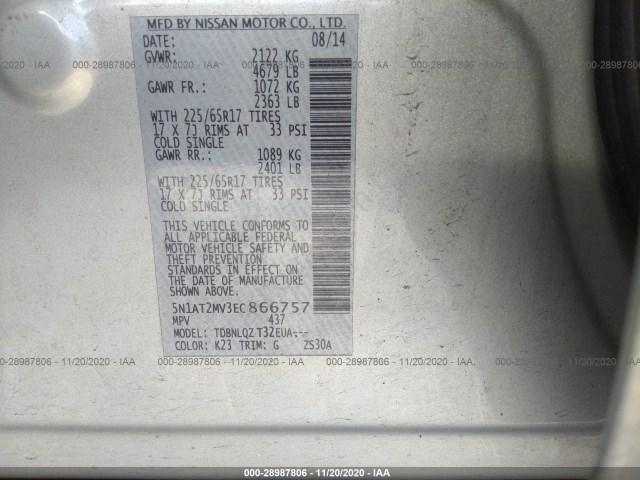 MFD BY NISSAN MOTOR CO., LTD.
DATE: 08/14
GVWR: 2122 KG
4679 LB
GAWR FR.: 1072 KG
2363 LB
WITH 225/65R17 TIRES
17 X 7J RIMS AT 33 PSI
COLD SINGLE
GAWR RR.: 1089 KG
2401 LB
WITH 225/65R17 TIRES
17 X 7J RIMS AT 33 PSI
COLD SINGLE
THIS VEHICLE CONFORMS TO
ALL APPLICABLE FEDERAL
MOTOR VEHICLE SAFETY AND
THEFT PREVENTION
STANDARDS IN EFFECT ON
THE DATE OF MANUFACTURE
SHOWN ABOVE.
5N1AT2MV3EC866757
MPV 437
MODEL: TDBNLQZ T32EUA---
COLOR: K23 TRIM: G ZS30A
000-28987806 - 11/20/2020 - IAA